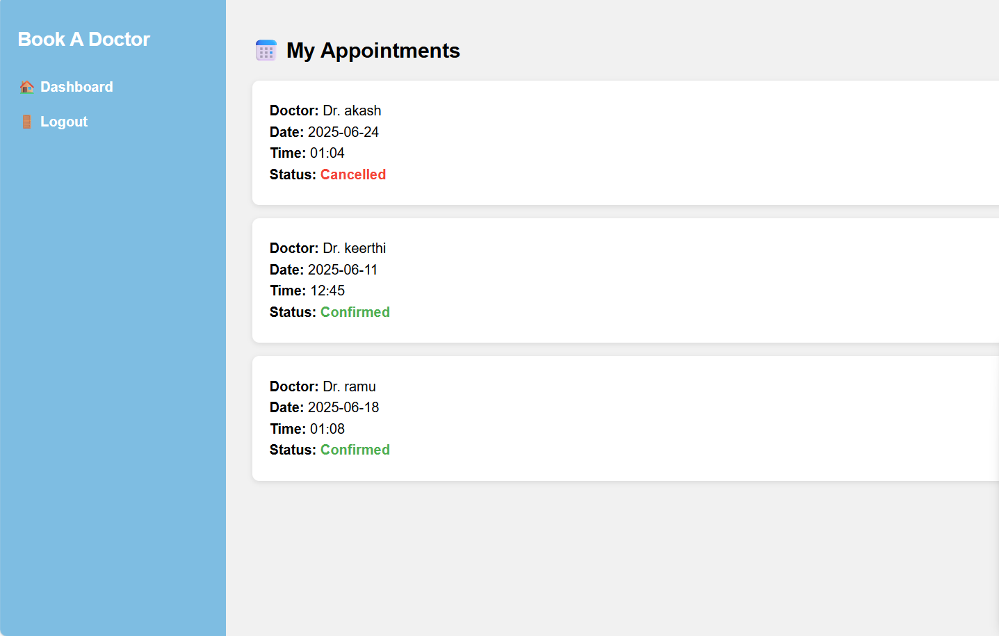 Book A Doctor
Dashboard
Logout
My Appointments
Doctor: Dr. akash
Date: 2025-06-24
Time: 01:04
Status: Cancelled
Doctor: Dr. keerthi
Date: 2025-06-11
Time: 12:45
Status: Confirmed
Doctor: Dr. ramu
Date: 2025-06-18
Time: 01:08
Status: Confirmed